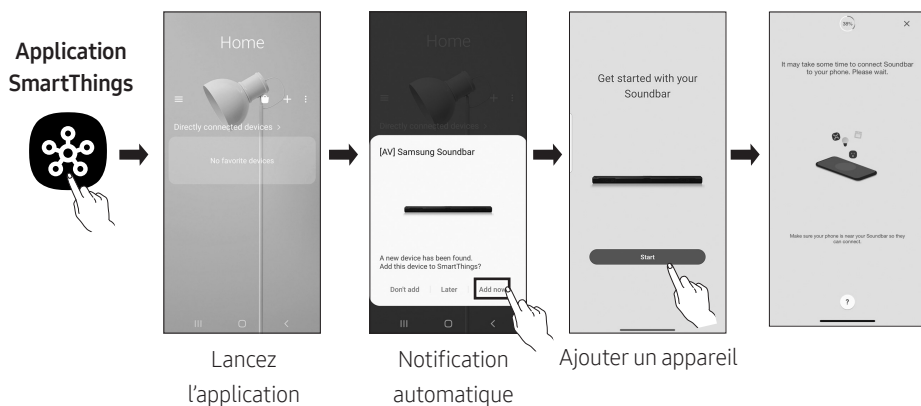 Application
SmartThings
Home
Directly connected devices >
No favorite devices
Lancez
l'application
Home
Directly connected devices >
[AV] Samsung Soundbar
A new device has been found.
Add this device to SmartThings?
Don't add
Later
Add now
Notification
automatique
Get started with your
Soundbar
Start
Ajouter un appareil
38%
It may take some time to connect Soundbar
to your phone. Please wait.
Make sure your phone is near your Soundbar so they
can connect.
?